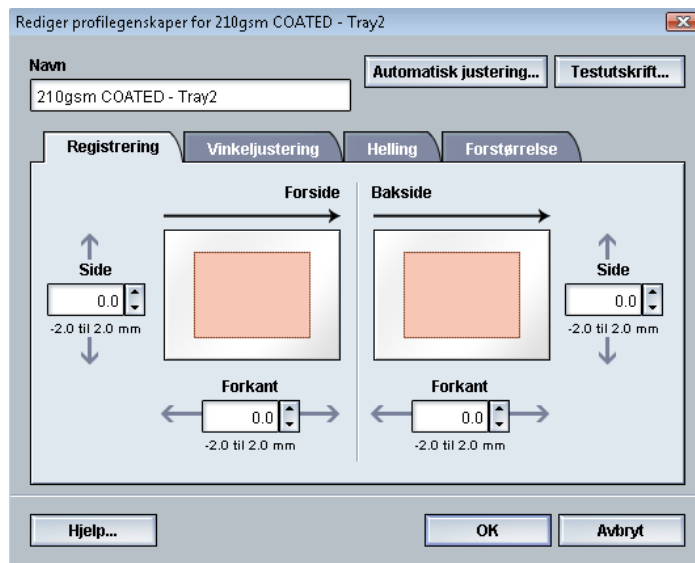 Rediger profilegenskaper for 210gsm COATED - Tray2
Navn
210gsm COATED - Tray2
Automatisk justering...
Testutskrift...
Registrering
Vinkeljustering
Helling
Forstørrelse
Forside
Bakside
Side
0.0
-2.0 til 2.0 mm
Side
0.0
-2.0 til 2.0 mm
Forkant
0.0
-2.0 til 2.0 mm
Forkant
0.0
-2.0 til 2.0 mm
Hjelp...
OK
Avbryt